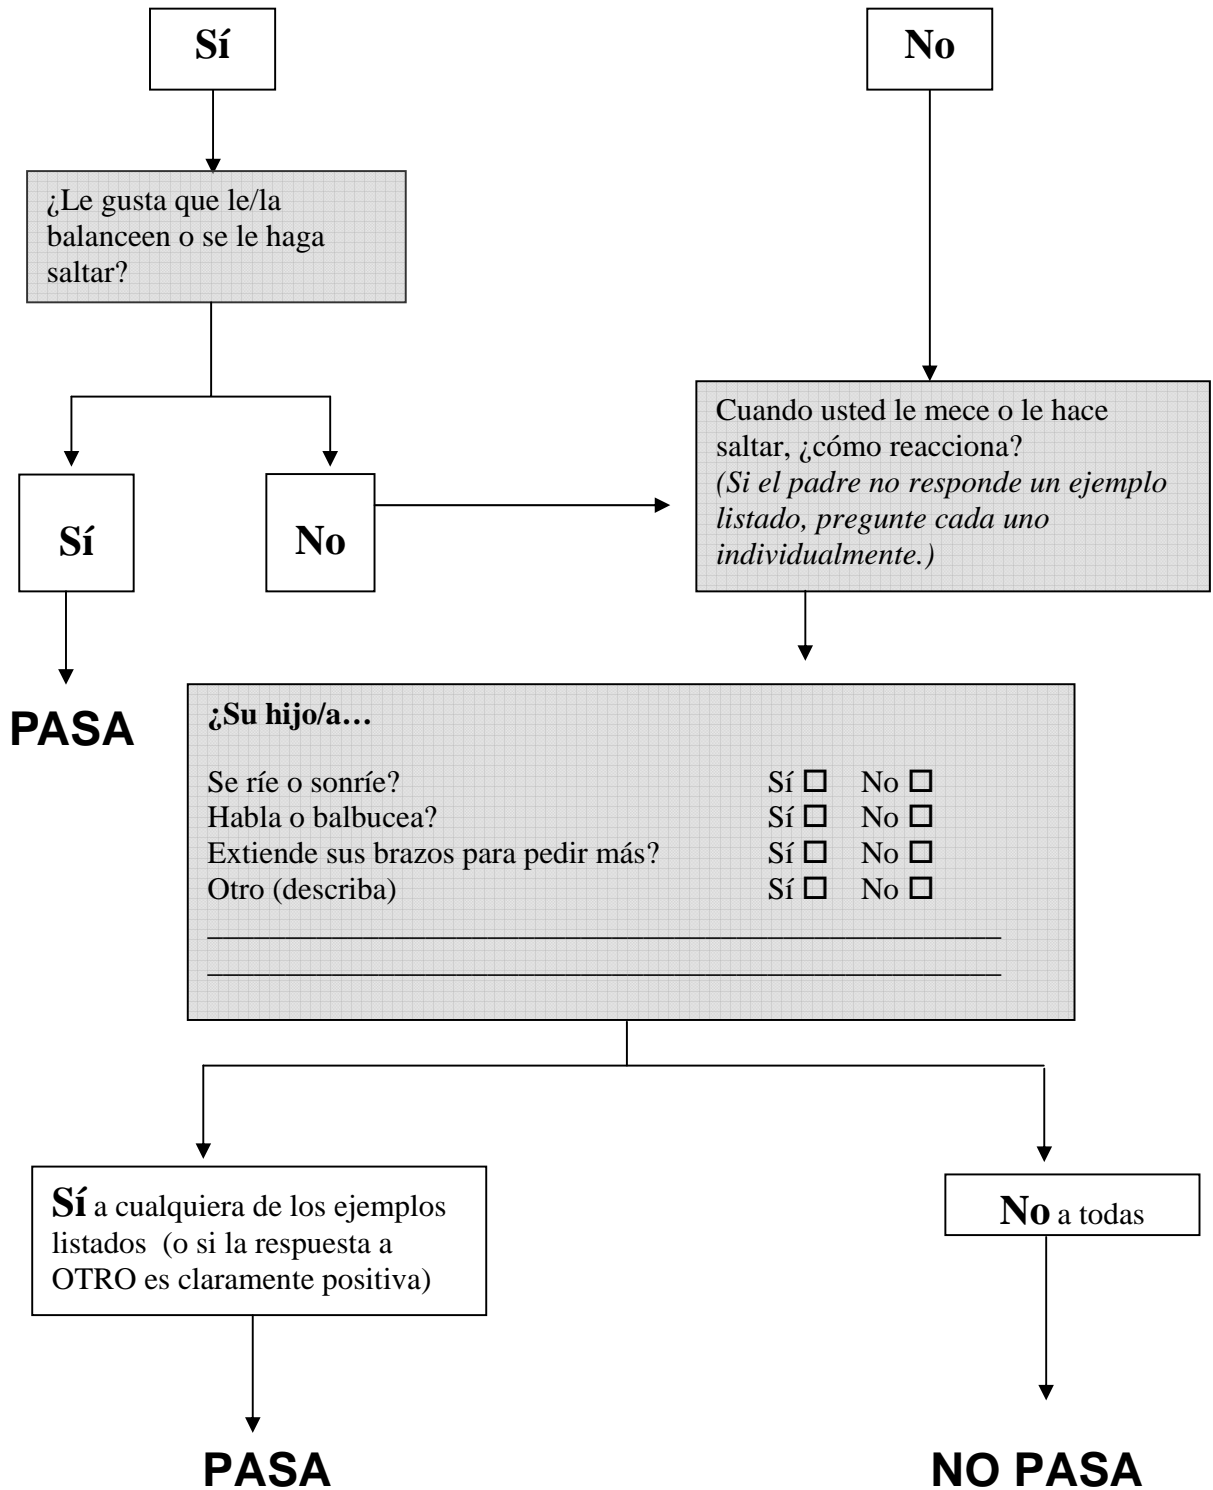 Sí
No
¿Le gusta que le/la
balanceen o se le haga
saltar?
Cuando usted le mece o le hace
saltar, ¿cómo reacciona?
(Si el padre no responde un ejemplo
listado, pregunte cada uno
individualmente.)
Sí
No
PASA
¿Su hijo/a…
Se ríe o sonríe? Sí ☐ No ☐
Habla o balbucea? Sí ☐ No ☐
Extiende sus brazos para pedir más? Sí ☐ No ☐
Otro (describa) Sí ☐ No ☐
Sí a cualquiera de los ejemplos
listados (o si la respuesta a
OTRO es claramente positiva)
No a todas
PASA
NO PASA